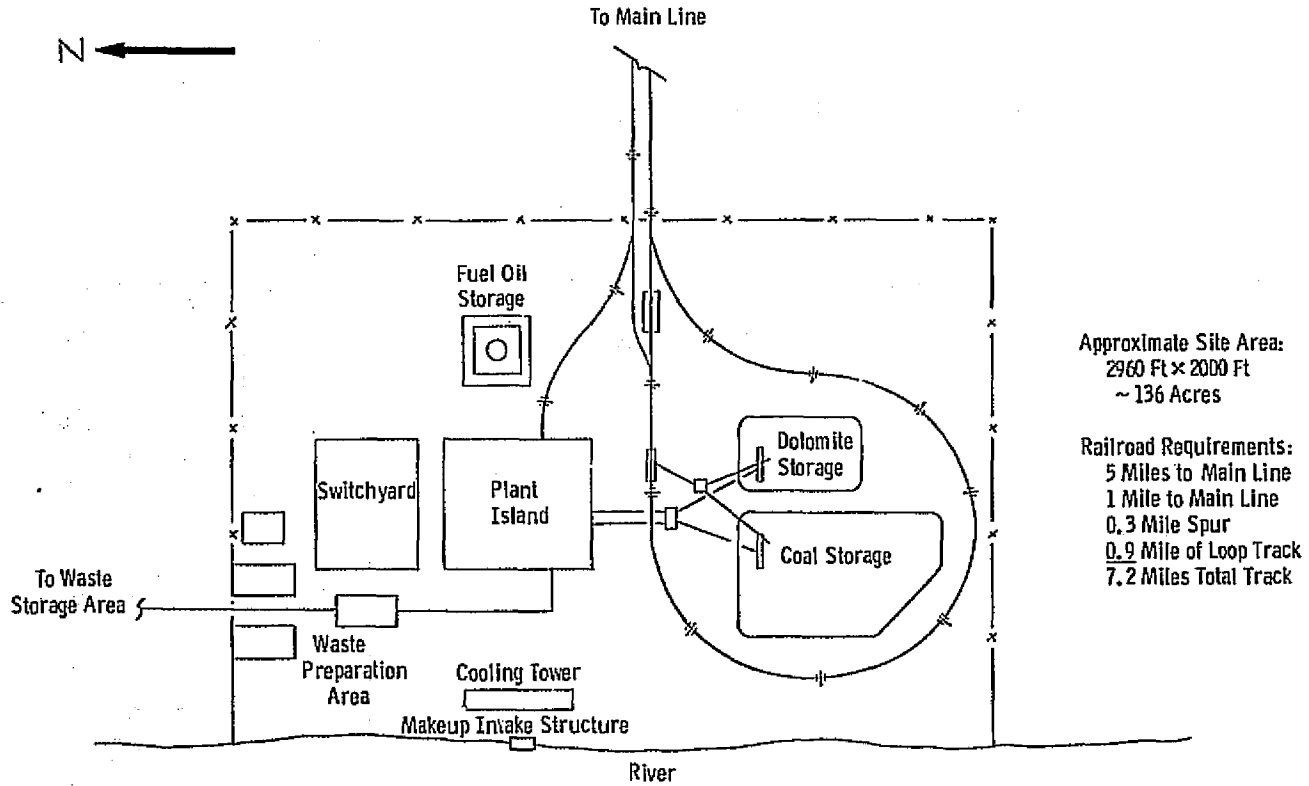 To Main Line
N
Fuel Oil
Storage
Approximate Site Area:
2960 Ft × 2000 Ft
~ 136 Acres
Railroad Requirements:
5 Miles to Main Line
1 Mile to Main Line
0.3 Mile Spur
0.9 Mile of Loop Track
7.2 Miles Total Track
Dolomite
Storage
Switchyard
Plant
Island
Coal Storage
To Waste
Storage Area
Waste
Preparation
Area
Cooling Tower
Makeup Intake Structure
River